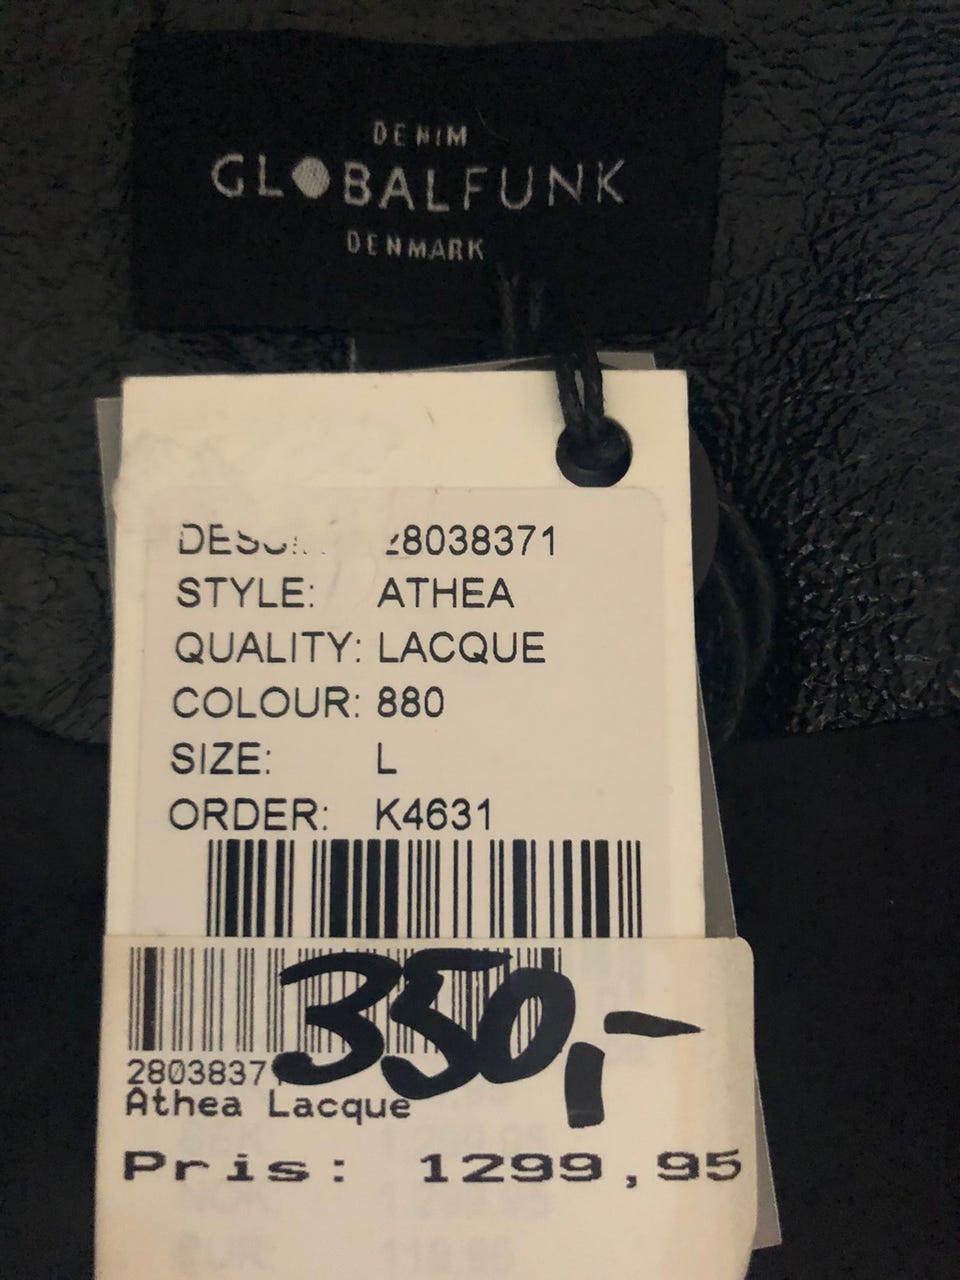 DENIM
GLOBALFUNK
DENMARK
28038371
STYLE: ATHEA
QUALITY: LACQUE
COLOUR: 880
SIZE: L
ORDER: K4631
350,-
2803837
Athea Lacque
Pris: 1299,95